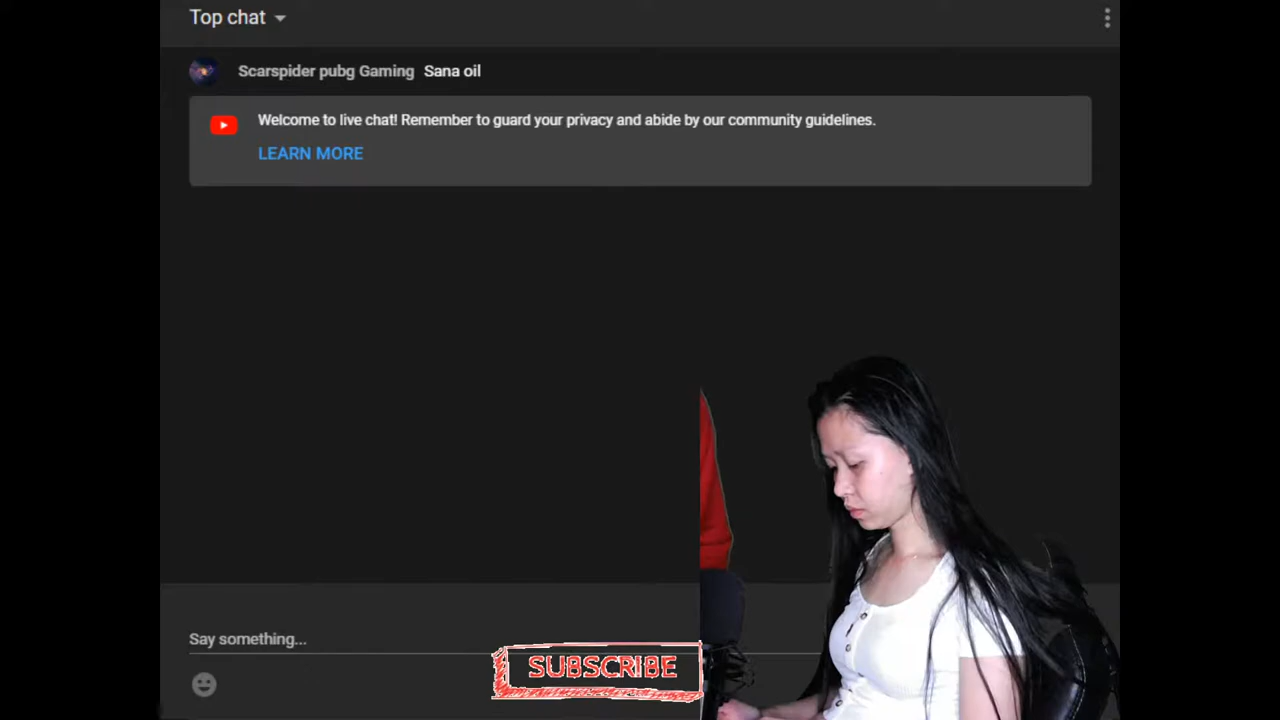 Top chat
Scarspider pubg Gaming Sana oil
Welcome to live chat! Remember to guard your privacy and abide by our community guidelines.
LEARN MORE
Say something...
SUBSCRIBE